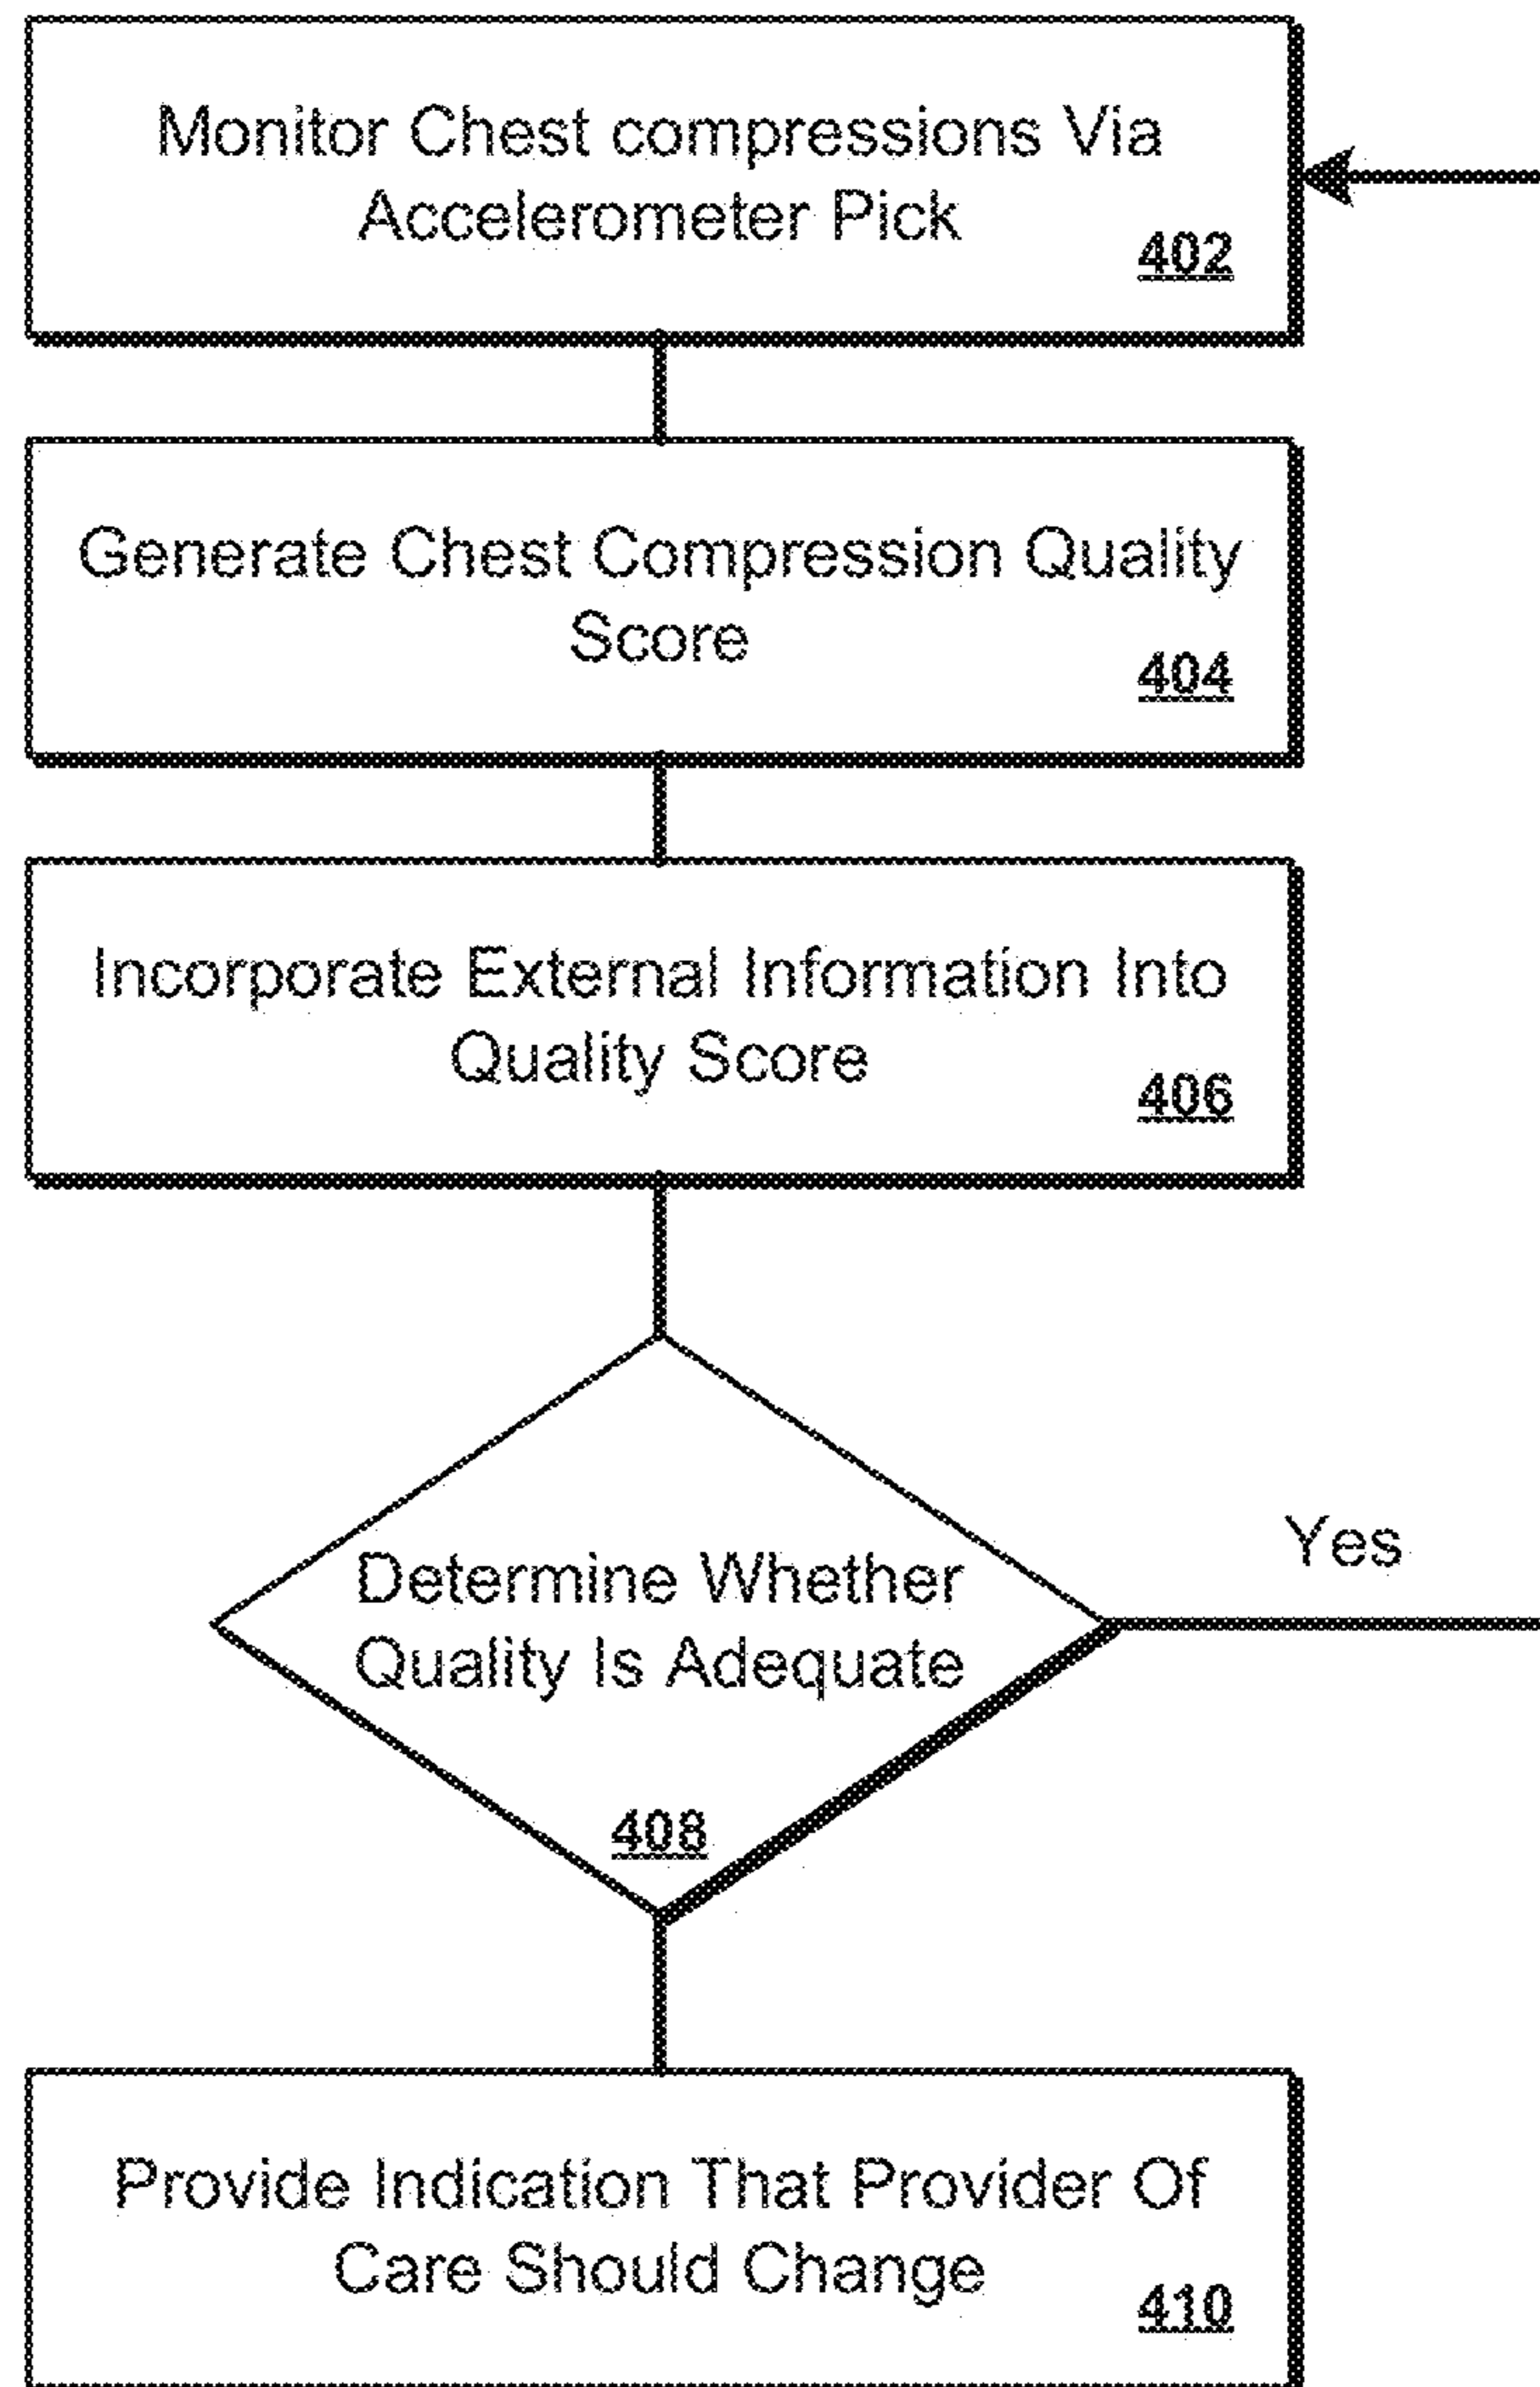 Monitor Chest compressions Via
Accelerometer Pick
402
Generate Chest Compression Quality
Score
404
Incorporate External Information Into
Quality Score
406
Yes
Determine Whether
Quality Is Adequate
408
Provide Indication That Provider Of
Care Should Change
410